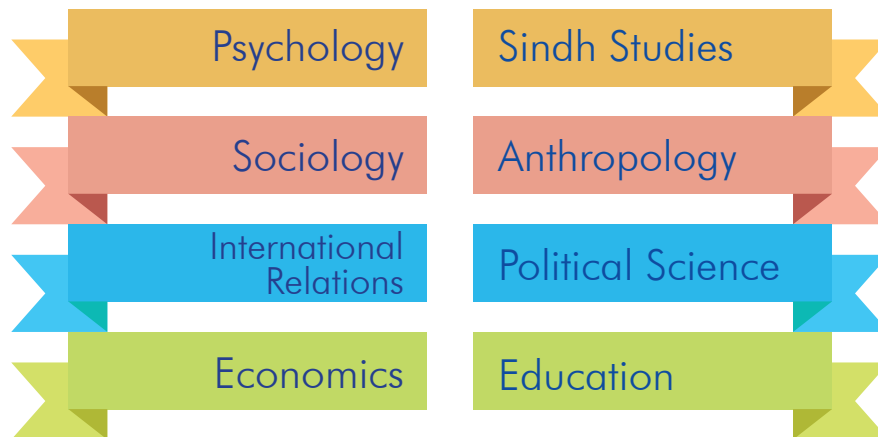 Psychology
Sindh Studies
Sociology
Anthropology
International
Relations
Political Science
Economics
Education